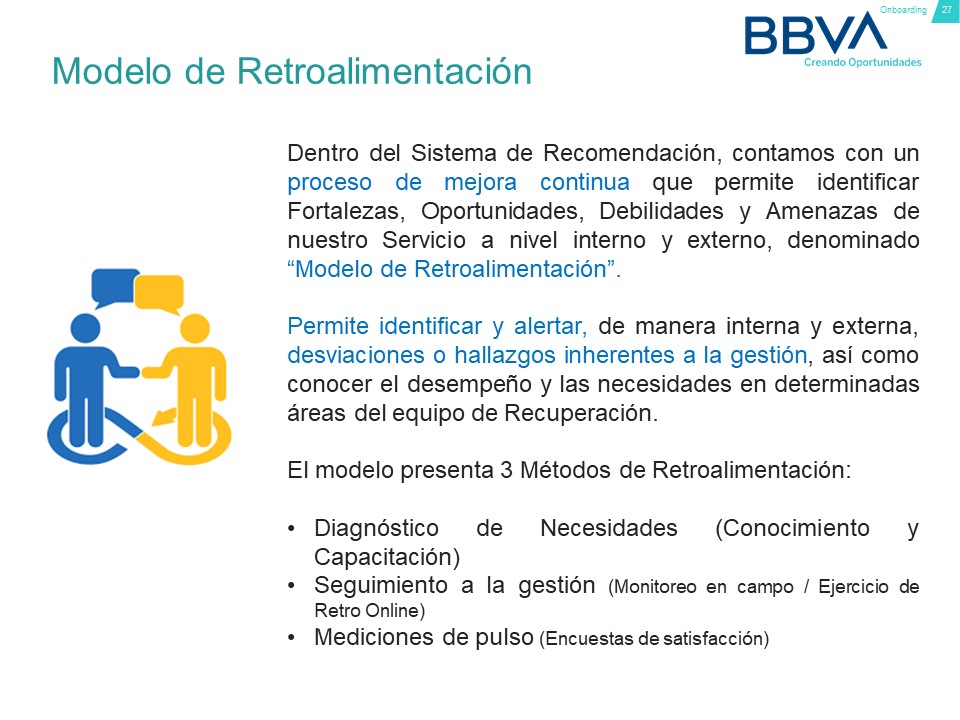 Onboarding 27
BBVA
Creando Oportunidades
Modelo de Retroalimentación
Dentro del Sistema de Recomendación, contamos con un
proceso de mejora continua que permite identificar
Fortalezas, Oportunidades, Debilidades y Amenazas de
nuestro Servicio a nivel interno y externo, denominado
“Modelo de Retroalimentación”.
Permite identificar y alertar, de manera interna y externa,
desviaciones o hallazgos inherentes a la gestión, así como
conocer el desempeño y las necesidades en determinadas
áreas del equipo de Recuperación.
El modelo presenta 3 Métodos de Retroalimentación:
• Diagnóstico de Necesidades (Conocimiento y
Capacitación)
• Seguimiento a la gestión (Monitoreo en campo / Ejercicio de
Retro Online)
• Mediciones de pulso (Encuestas de satisfacción)